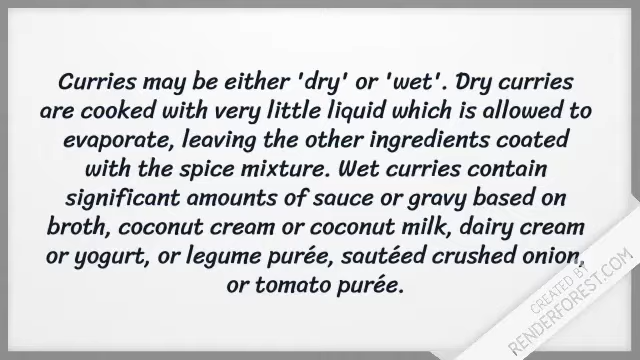 Curries may be either 'dry' or 'wet'. Dry curries
are cooked with very little liquid which is allowed to
evaporate, leaving the other ingredients coated
with the spice mixture. Wet curries contain
significant amounts of sauce or gravy based on
broth, coconut cream or coconut milk, dairy cream
or yogurt, or legume purée, sautéed crushed onion,
or tomato purée.
CREATED BY
RENDERFOREST.COM